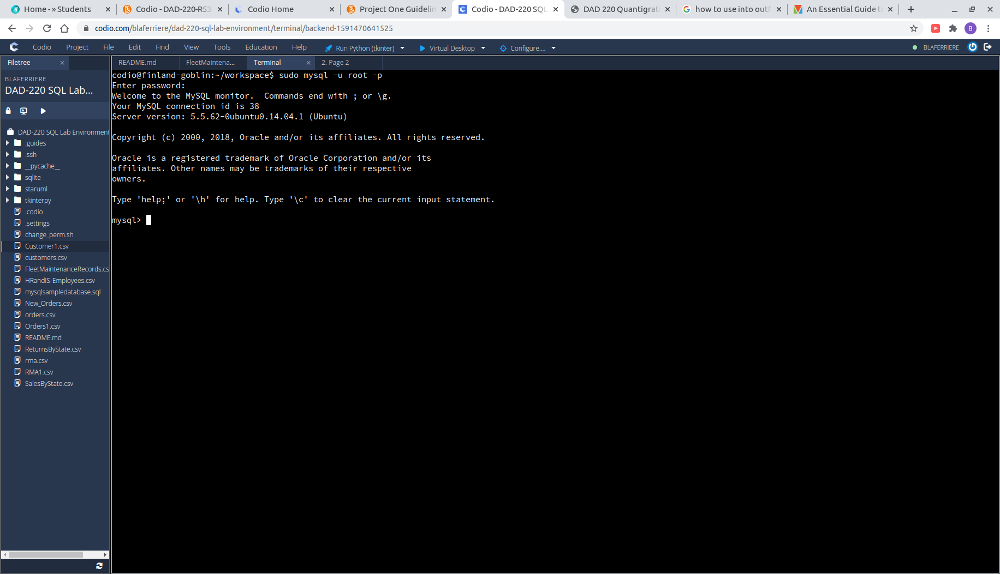 Home - » Students
Codio - DAD-220-R53
Codio Home
Project One Guidelin
Codio - DAD-220 SQL
DAD 220 Quantigrat
how to use into outf
An Essential Guide to
codio.com/blaferriere/dad-220-sql-lab-environment/terminal/backend-1591470641525
B
Codio Project File Edit Find View Tools Education Help Run Python (tkinter) Virtual Desktop Configure.... BLAFERRIERE
Filetree
README.md FleetMaintena... Terminal 2. Page 2
BLAFERRIERE
DAD-220 SQL Lab...
DAD-220 SQL Lab Environment
.guides
.ssh
__pycache__
sqlite
staruml
tkinterpy
.codio
.settings
change_perm.sh
Customer1.csv
customers.csv
FleetMaintenanceRecords.cs
HRandIS-Employees.csv
mysqlsampledatabase.sql
New_Orders.csv
orders.csv
Orders1.csv
README.md
ReturnsByState.csv
rma.csv
RMA1.csv
SalesByState.csv
codio@finland-goblin:~/workspace$ sudo mysql -u root -p
Enter password:
Welcome to the MySQL monitor.  Commands end with ; or \g.
Your MySQL connection id is 38
Server version: 5.5.62-0ubuntu0.14.04.1 (Ubuntu)
Copyright (c) 2000, 2018, Oracle and/or its affiliates. All rights reserved.
Oracle is a registered trademark of Oracle Corporation and/or its
affiliates. Other names may be trademarks of their respective
owners.
Type 'help;' or '\h' for help. Type '\c' to clear the current input statement.
mysql>